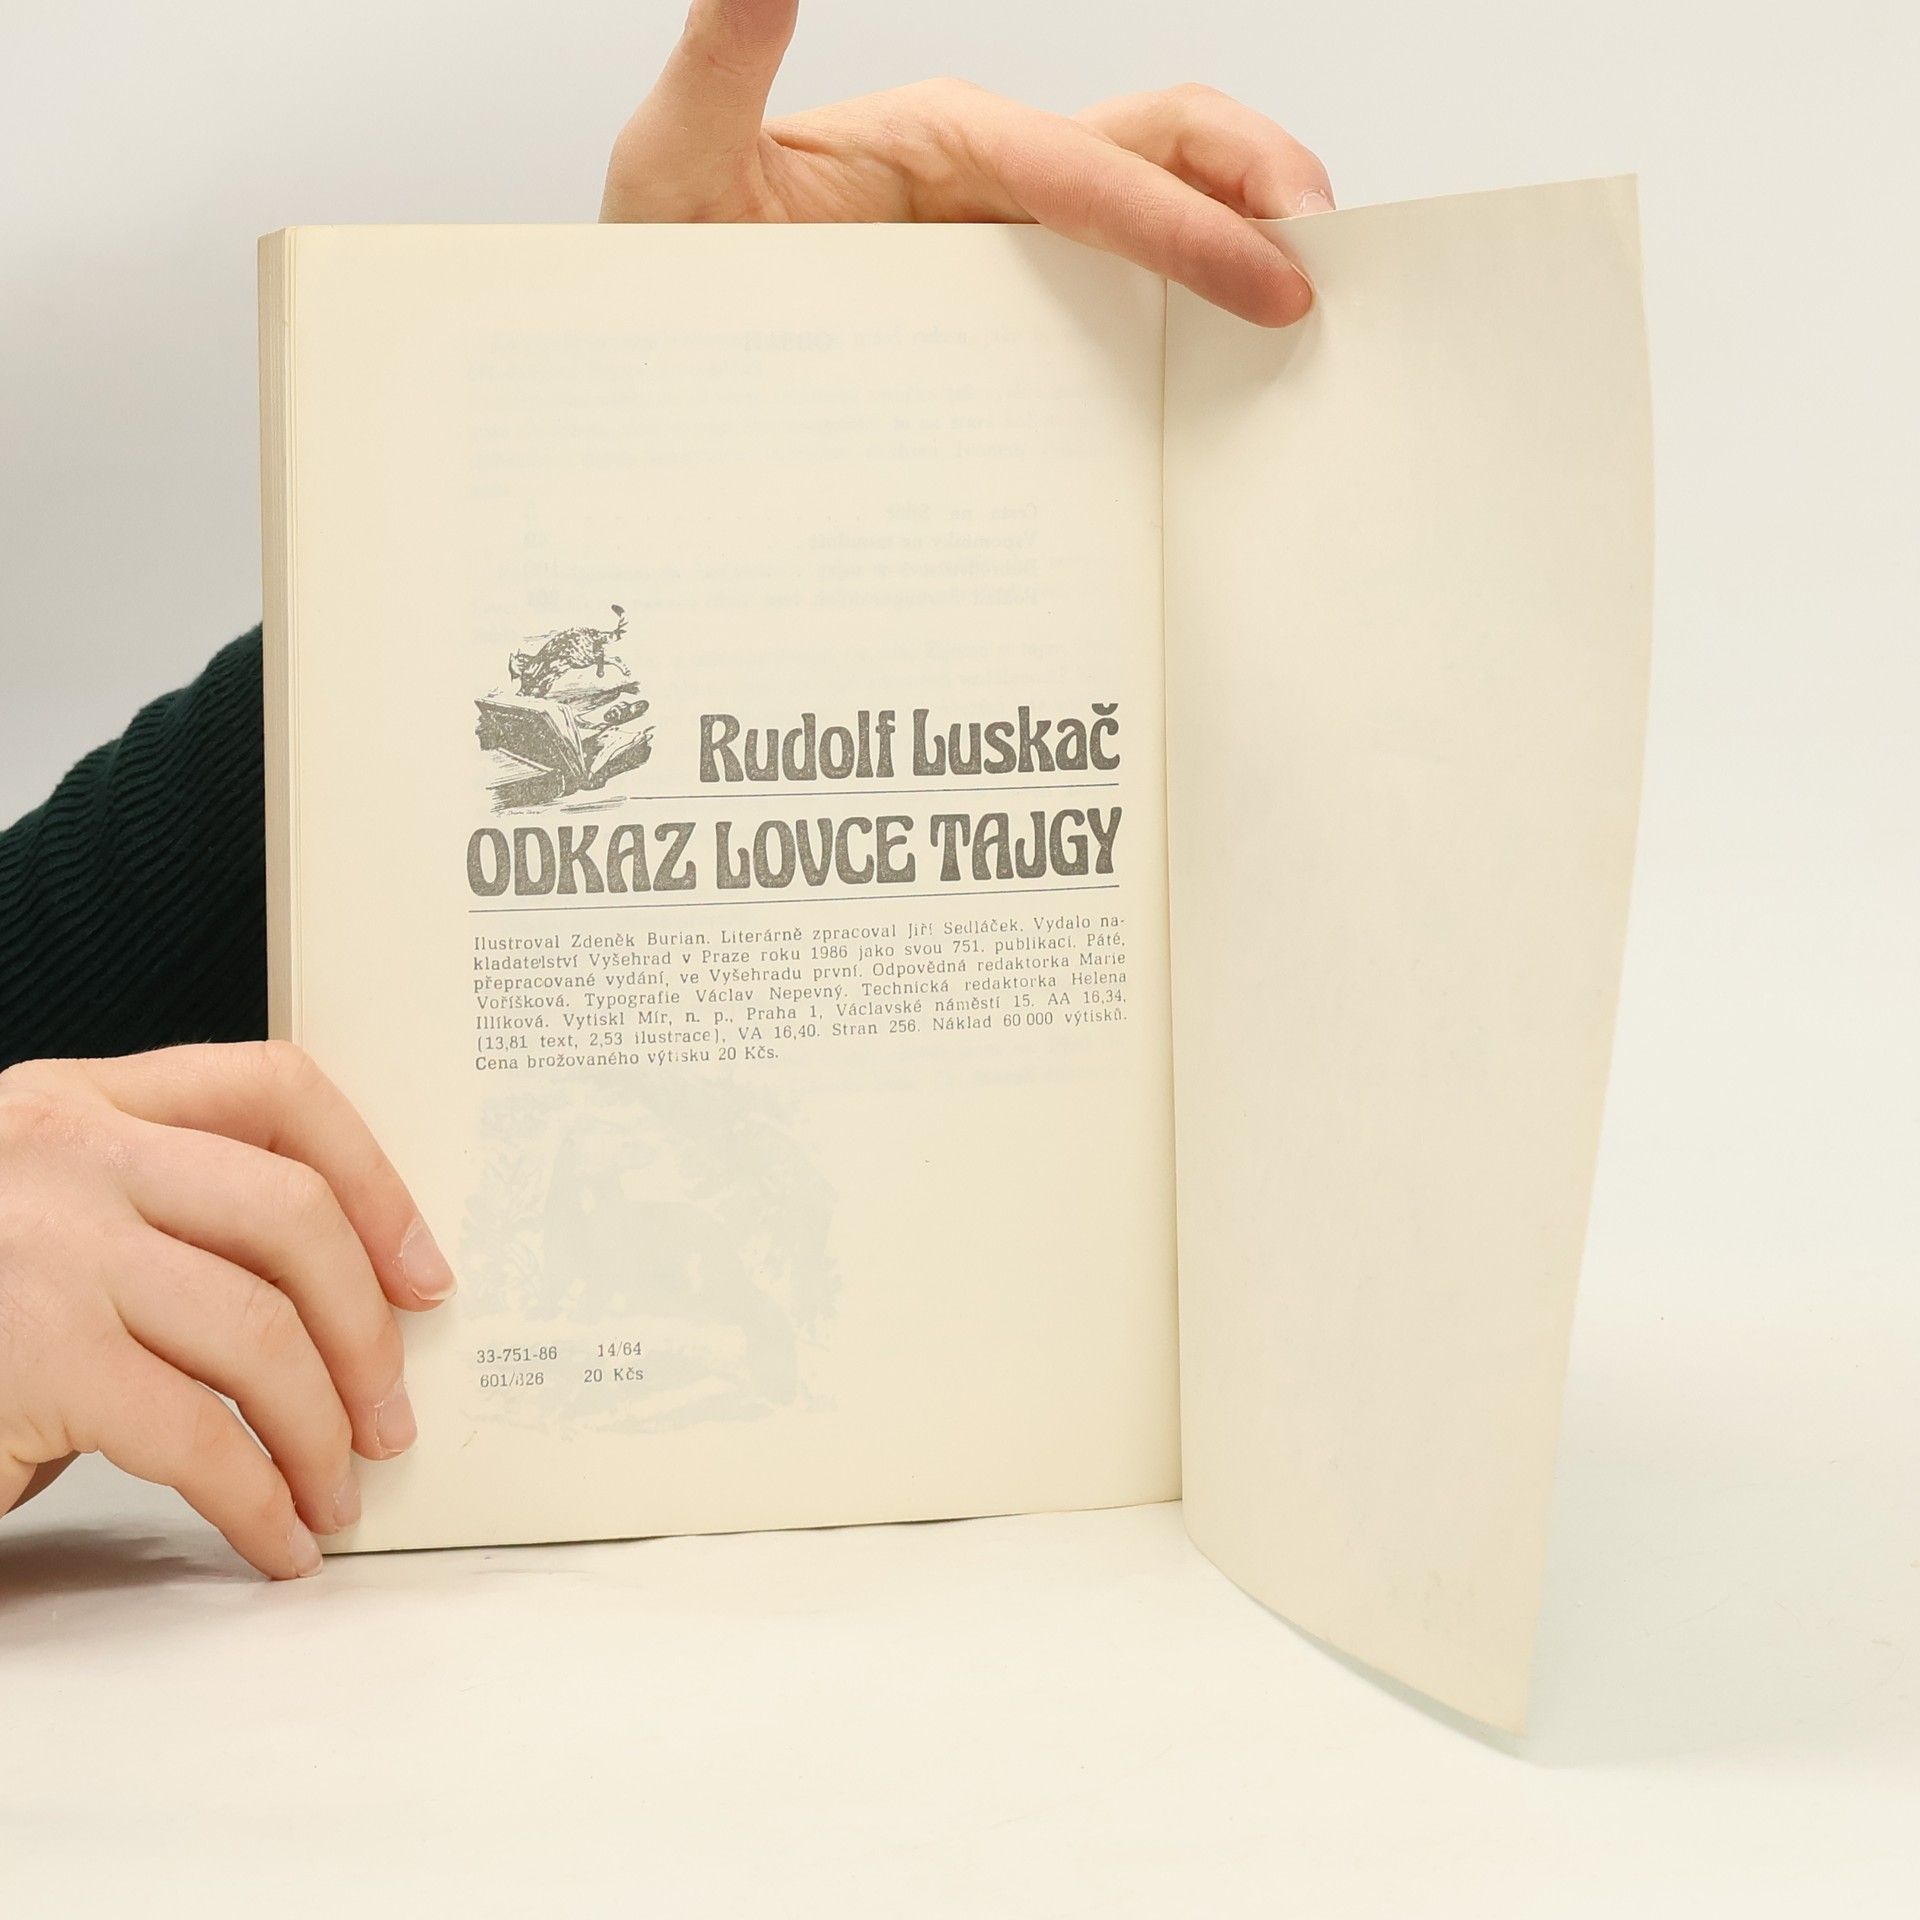 Rudolf Luskač
ODKAZ LOVCE TAJGY
Ilustroval Zdeněk Burian. Literárně zpracoval Jiří Sedláček. Vydalo na-
kladatelství Vyšehrad v Praze roku 1986 jako svou 751. publikaci. Páté,
přepracované vydání, ve Vyšehradu první. Odpovědná redaktorka Marie
Voříšková. Typografie Václav Nepevný. Technická redaktorka Helena
Illíková. Vytiskl Mír, n. p., Praha 1, Václavské náměstí 15. AA 16,34,
(13,81 text, 2,53 ilustrace), VA 16,40. Stran 256. Náklad 60 000 výtisků.
Cena brožovaného výtisku 20 Kčs.
33-751-86 14/64
601/826 20 Kčs